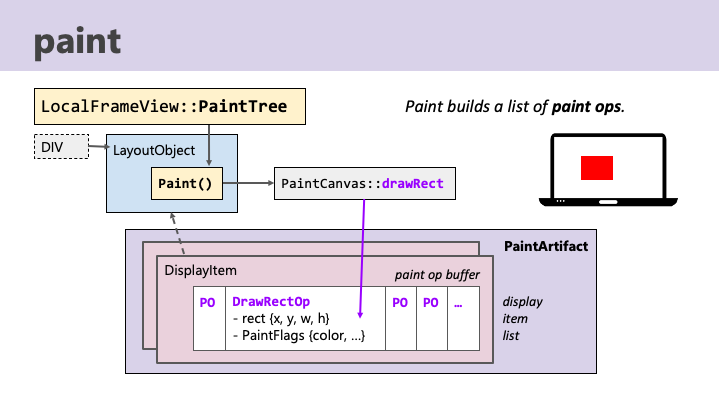 paint
LocalFrameView::PaintTree
Paint builds a list of paint ops.
DIV
LayoutObject
Paint()
PaintCanvas::drawRect
PaintArtifact
DisplayItem
paint op buffer
PO
DrawRectOp
- rect {x, y, w, h}
- PaintFlags {color, ...}
PO
PO
...
display
item
list